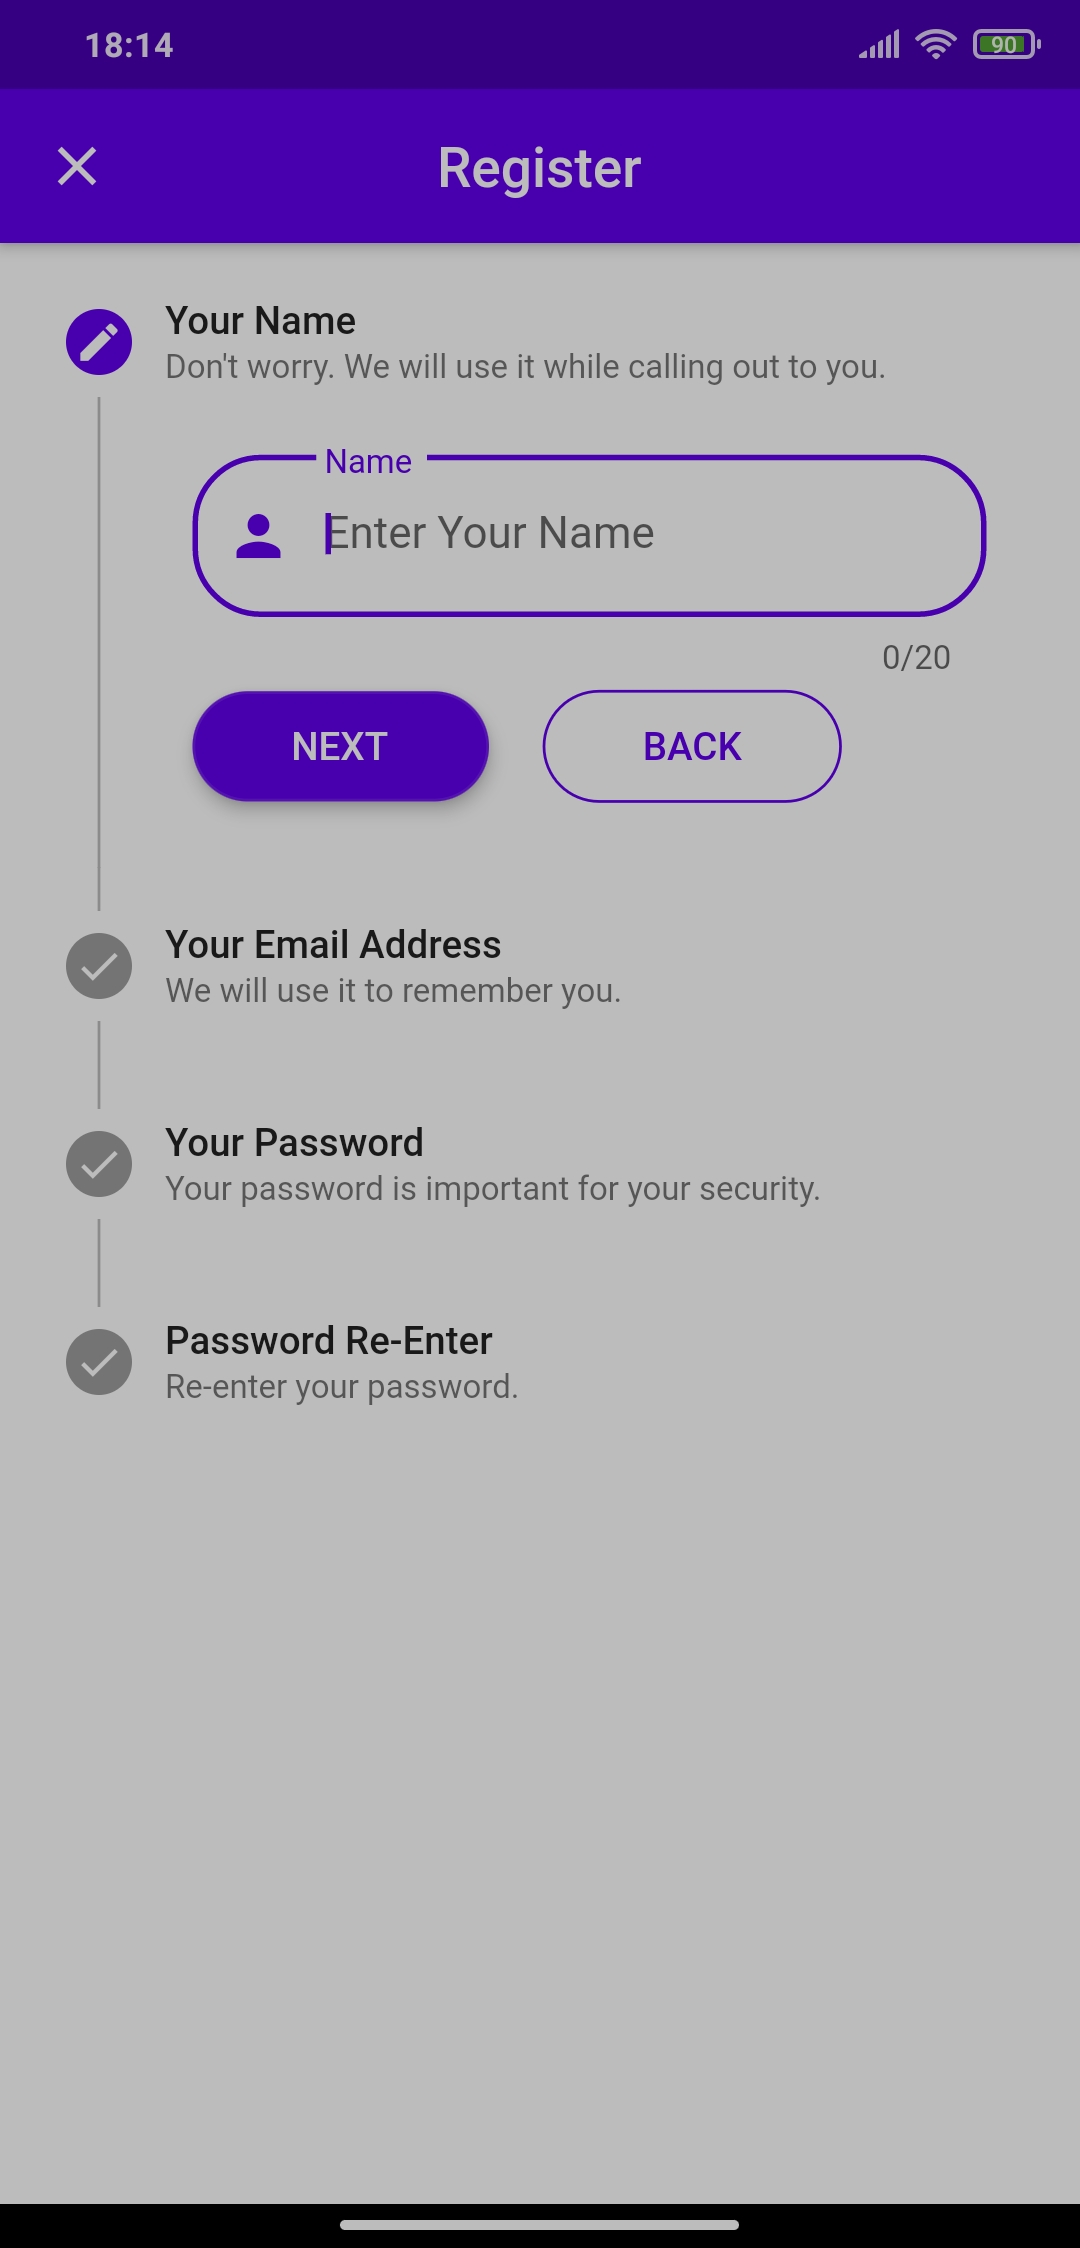 18:14
90
Register
Your Name
Don't worry. We will use it while calling out to you.
Name
Enter Your Name
0/20
NEXT
BACK
Your Email Address
We will use it to remember you.
Your Password
Your password is important for your security.
Password Re-Enter
Re-enter your password.